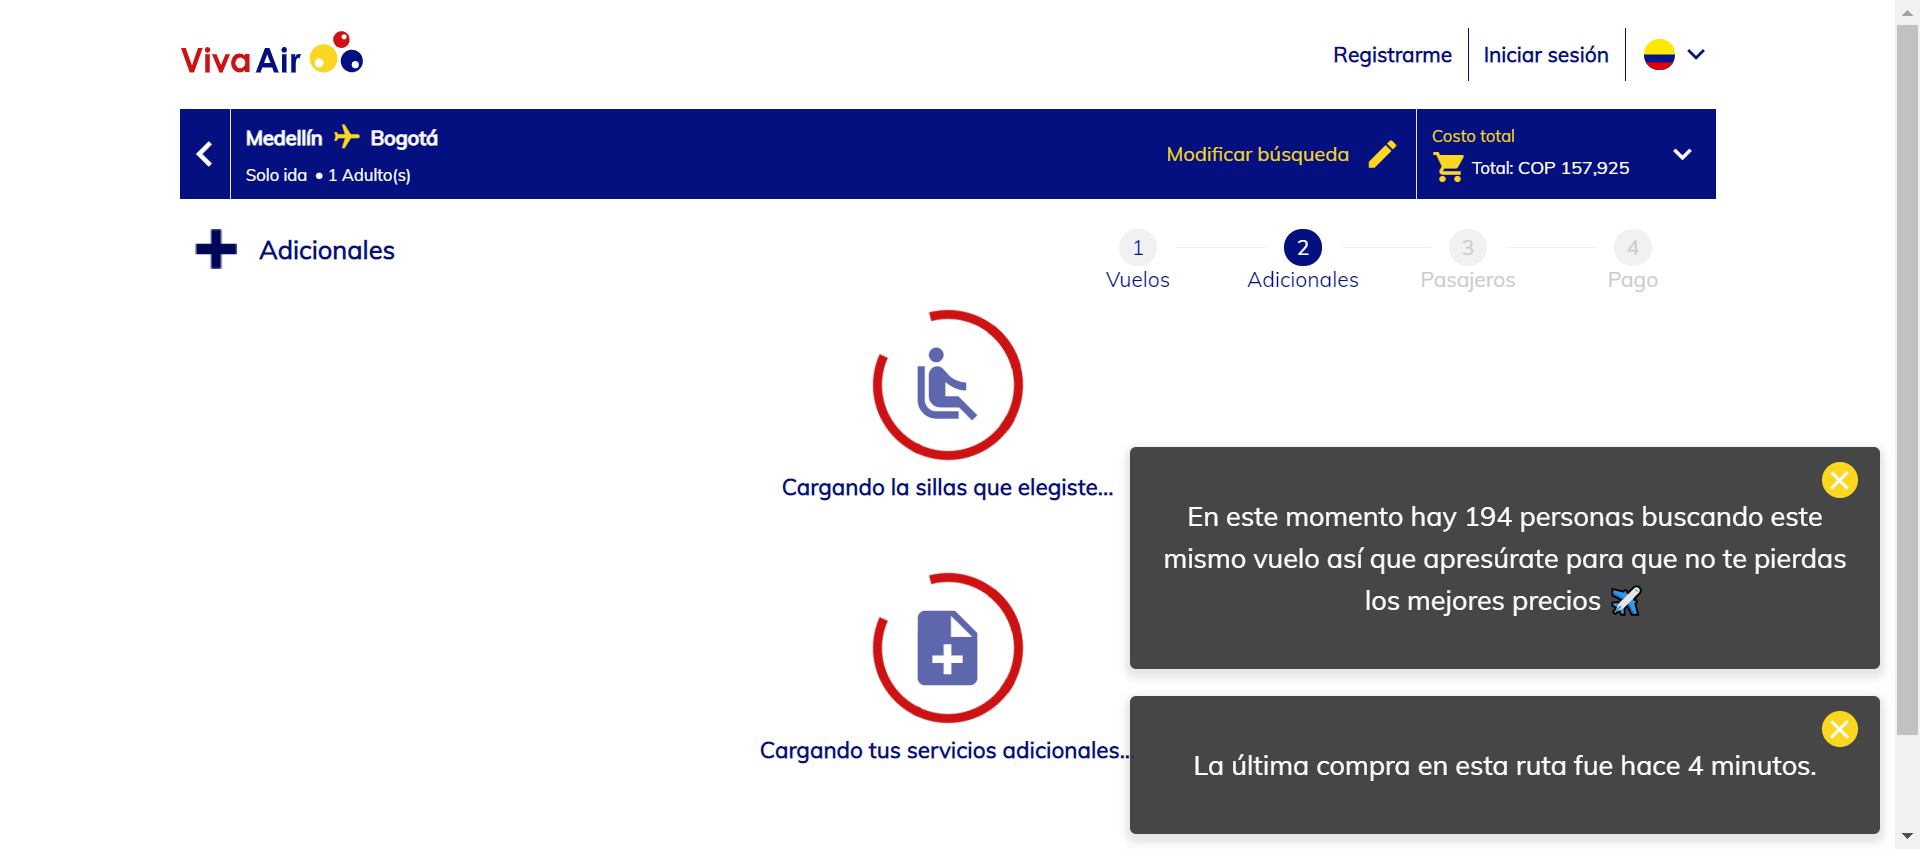 Viva Air
Registrarme
Iniciar sesión
Medellín Bogotá
Solo ida • 1 Adulto(s)
Modificar búsqueda
Costo total
Total: COP 157,925
Adicionales
1
Vuelos
2
Adicionales
3
Pasajeros
4
Pago
Cargando la sillas que elegiste...
Cargando tus servicios adicionales...
En este momento hay 194 personas buscando este
mismo vuelo así que apresúrate para que no te pierdas
los mejores precios ✈️
La última compra en esta ruta fue hace 4 minutos.